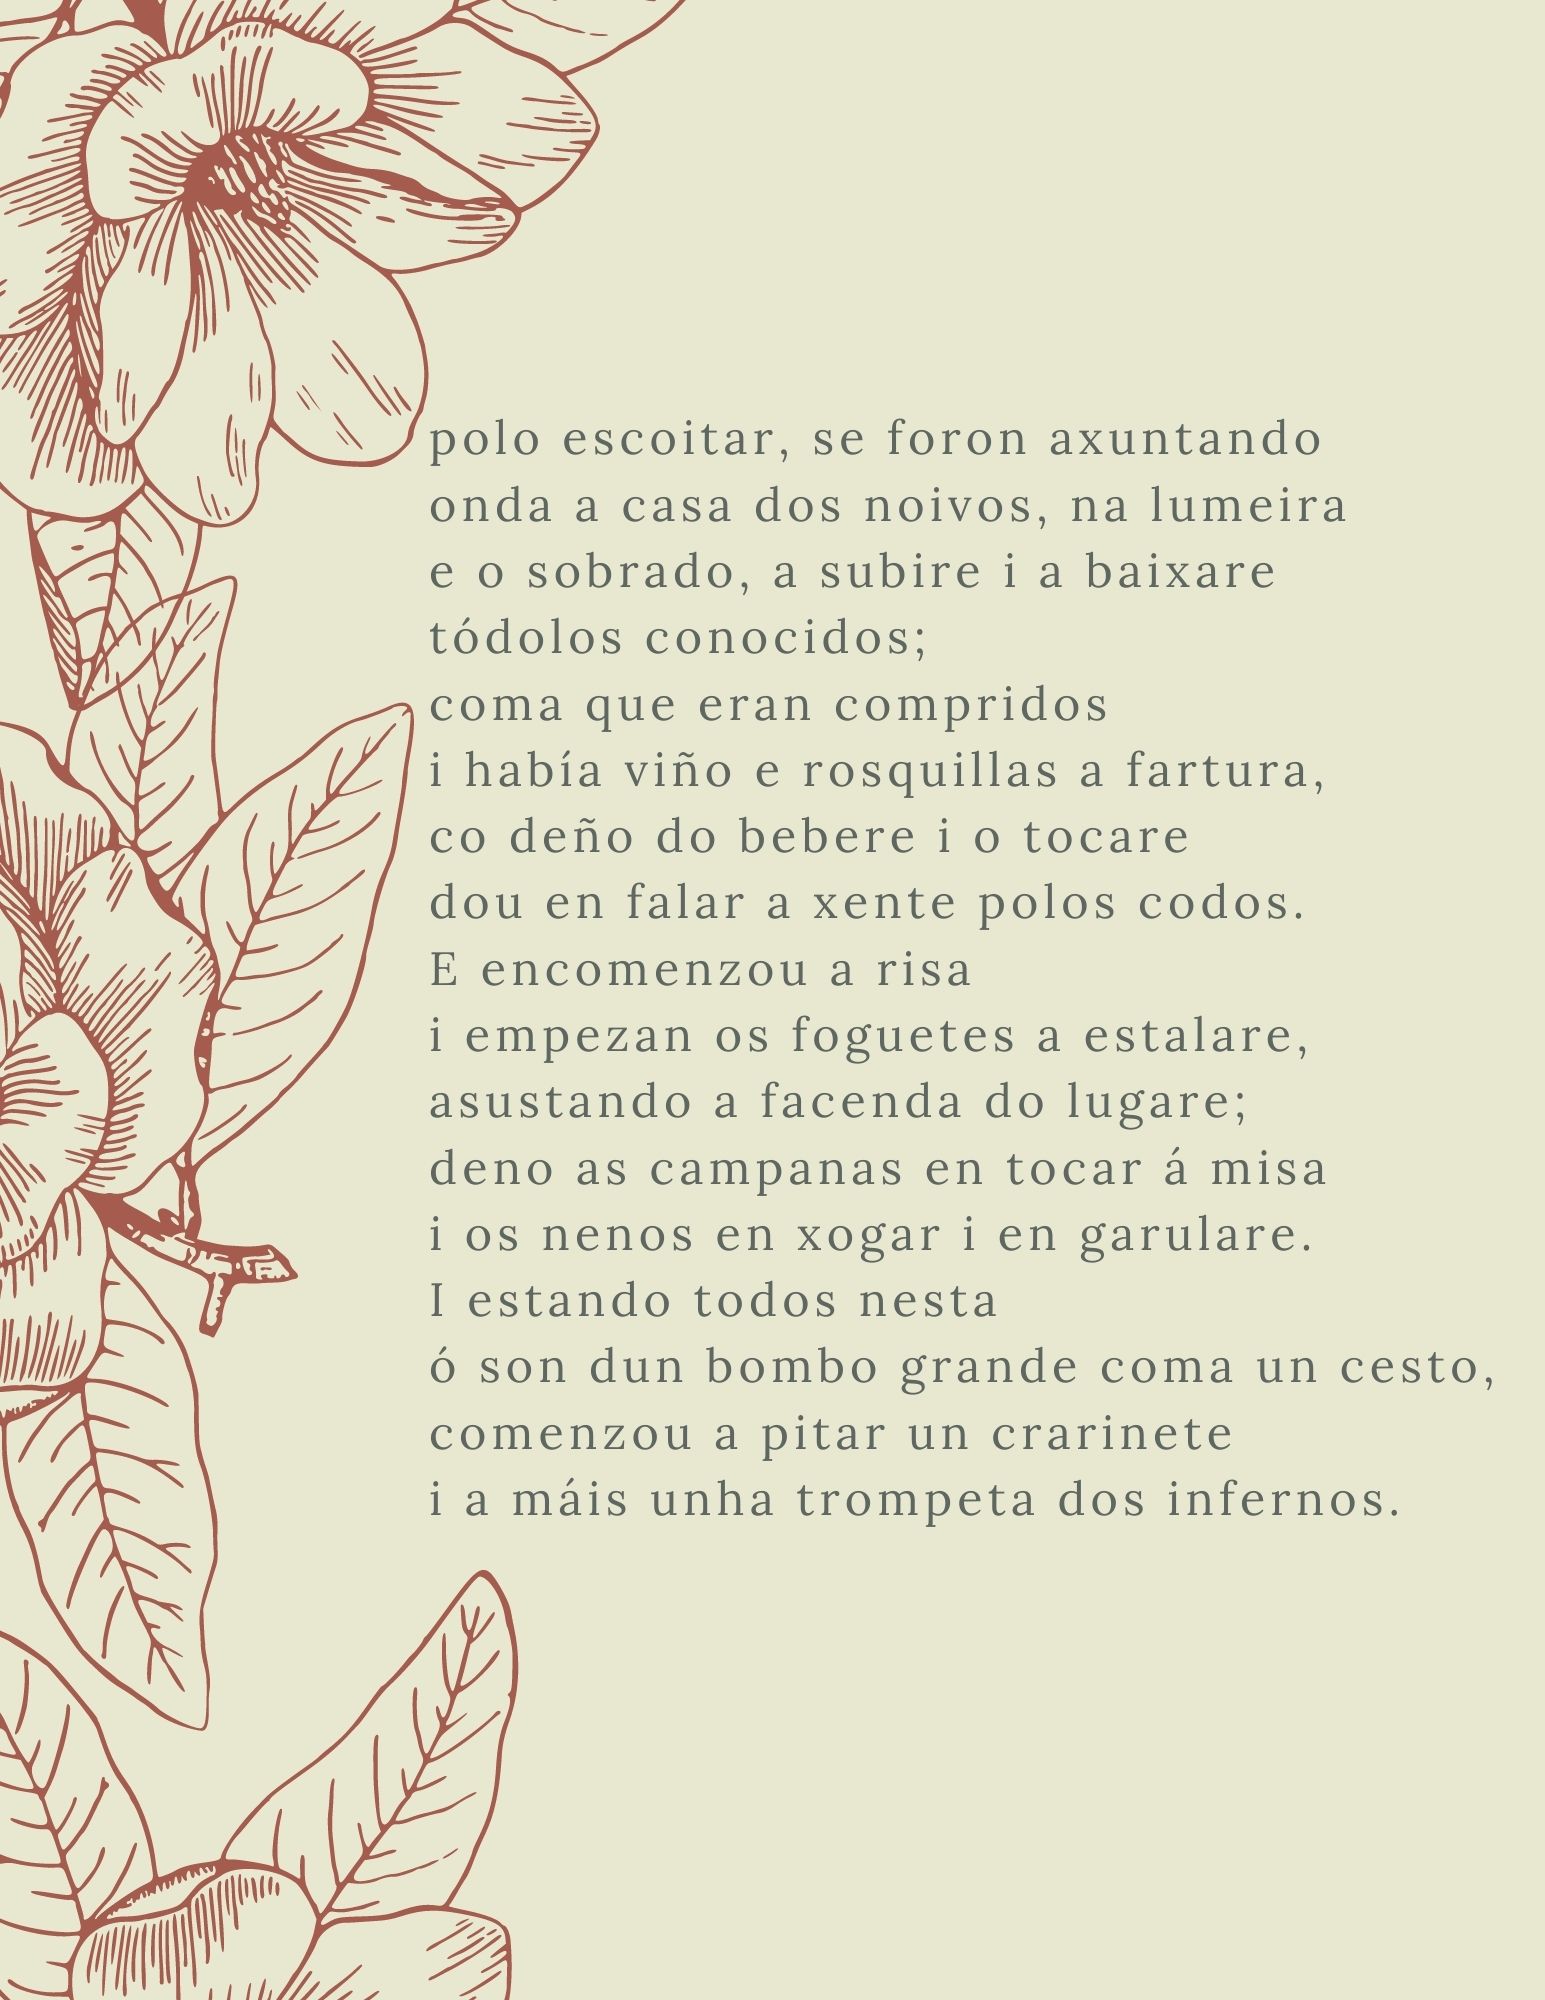 polo escoitar, se foron axuntando
onda a casa dos noivos, na lumeira
e o sobrado, a subire i a baixare
tódolos conocidos;
coma que eran compridos
i había viño e rosquillas a fartura,
co deño do bebere i o tocare
dou en falar a xente polos codos.
E encomenzou a risa
i empezan os foguetes a estalare,
asustando a facenda do lugare;
deno as campanas en tocar á misa
i os nenos en xogar i en garulare.
I estando todos nesta
ó son dun bombo grande coma un cesto,
comenzou a pitar un crarinete
i a máis unha trompeta dos infernos.